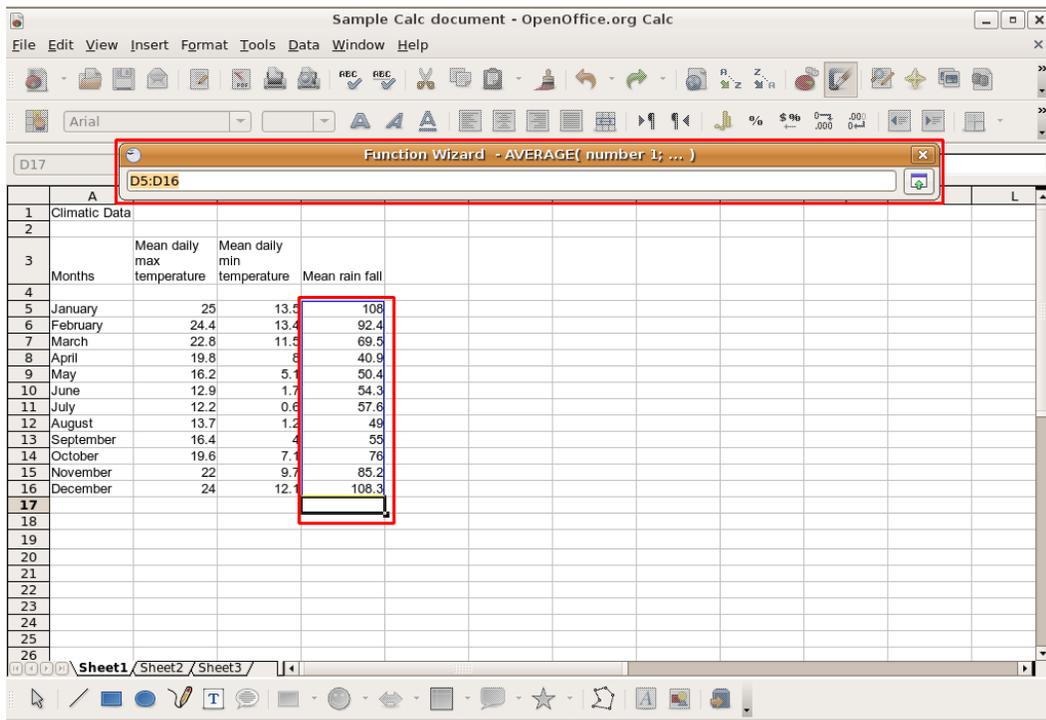 Sample Calc document - OpenOffice.org Calc
File Edit View Insert Format Tools Data Window Help
Arial
D17
Function Wizard - AVERAGE( number 1; ... )
D5:D16
A L
1 Climatic Data
2
3 Months Mean daily max temperature Mean daily min temperature Mean rain fall
4
5 January 25 13.5 108
6 February 24.4 13.4 92.4
7 March 22.8 11.5 69.5
8 April 19.8 8 40.9
9 May 16.2 5.1 50.4
10 June 12.9 1.7 54.3
11 July 12.2 0.6 57.6
12 August 13.7 1.2 49
13 September 16.4 4 55
14 October 19.6 7.1 76
15 November 22 9.7 85.2
16 December 24 12.1 108.3
17
18
19
20
21
22
23
24
25
26
Sheet1 Sheet2 Sheet3